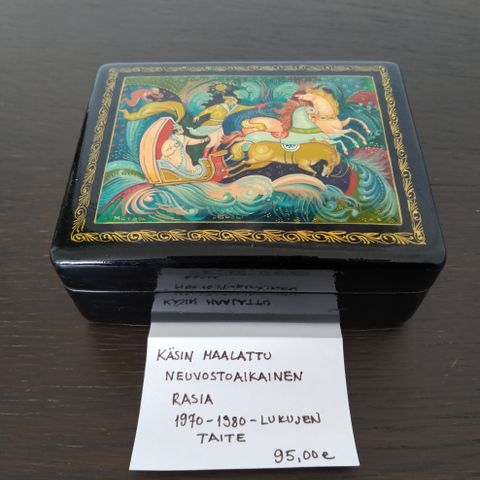 KÄSIN MAALATTU
NEUVOSTOAIKAINEN
RASIA
1970-1980-LUKUJEN
TAITE
95,00e